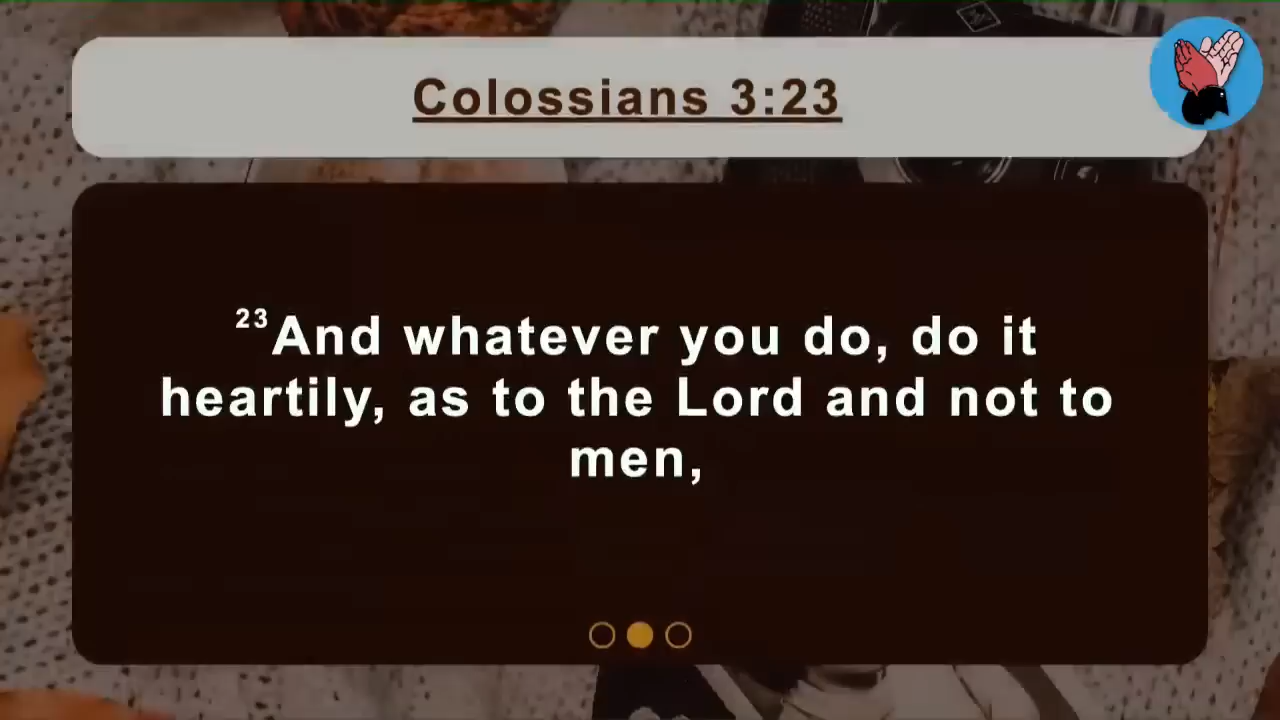 Colossians 3:23
23And whatever you do, do it
heartily, as to the Lord and not to
men,